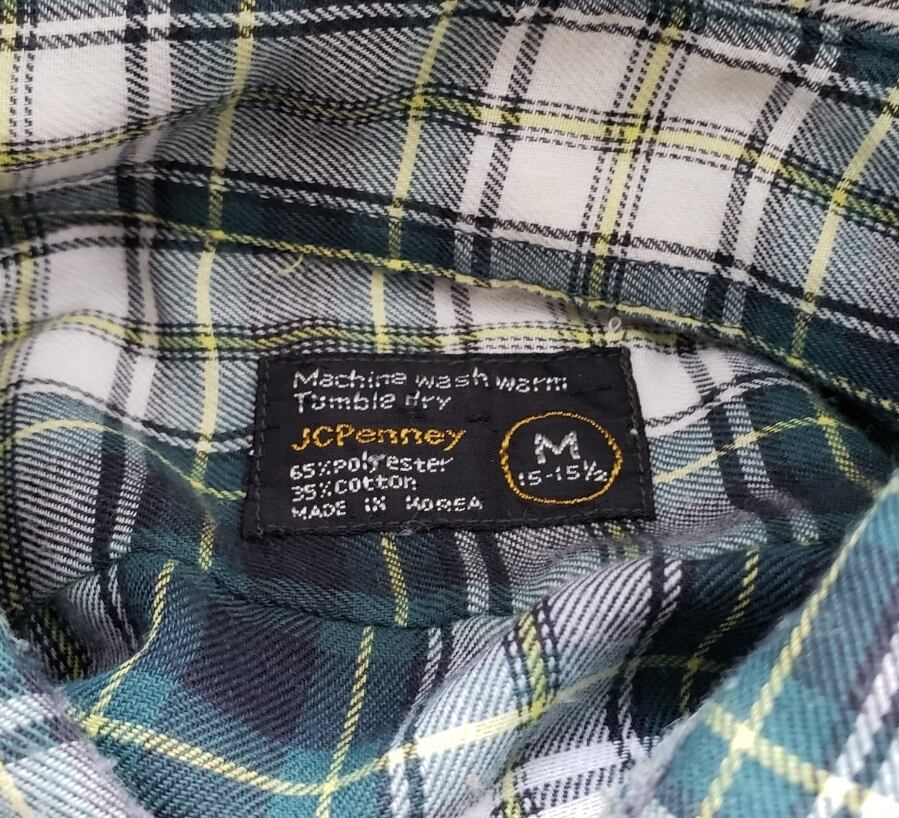 Machine wash warm
Tumble dry
JCPenney
65% Polyester
35% Cotton
MADE IN KOREA
M
15-15½